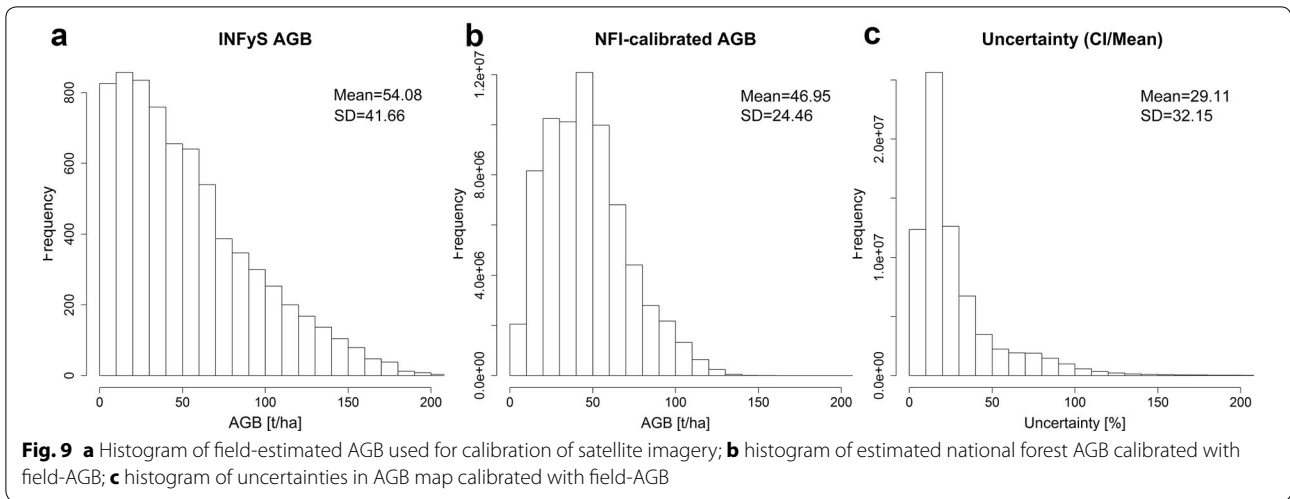 a
INFyS AGB
Mean=54.08
SD=41.66
Frequency
800
600
400
200
0
0 50 100 150 200
AGB [t/ha]
b
NFI-calibrated AGB
Mean=46.95
SD=24.46
Frequency
1.2e+07
8.0e+06
4.0e+06
0.0e+00
0 50 100 150 200
AGB [t/ha]
c
Uncertainty (CI/Mean)
Mean=29.11
SD=32.15
Frequency
2.0e+07
1.0e+07
0.0e+00
0 50 100 150 200
Uncertainty [%]
Fig. 9 a Histogram of field-estimated AGB used for calibration of satellite imagery; b histogram of estimated national forest AGB calibrated with
field-AGB; c histogram of uncertainties in AGB map calibrated with field-AGB